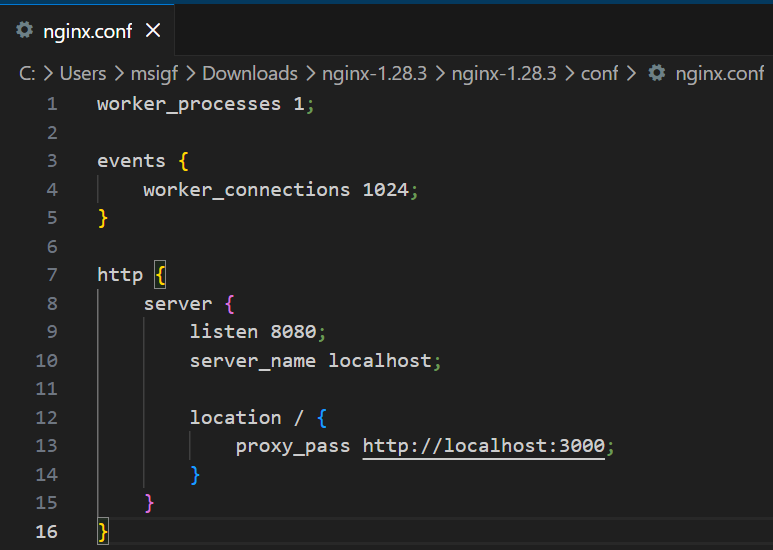 nginx.conf
C: > Users > msigf > Downloads > nginx-1.28.3 > nginx-1.28.3 > conf > nginx.conf
1 worker_processes 1;
2
3 events {
4     worker_connections 1024;
5 }
6
7 http {
8     server {
9         listen 8080;
10         server_name localhost;
11
12         location / {
13             proxy_pass http://localhost:3000;
14         }
15     }
16 }